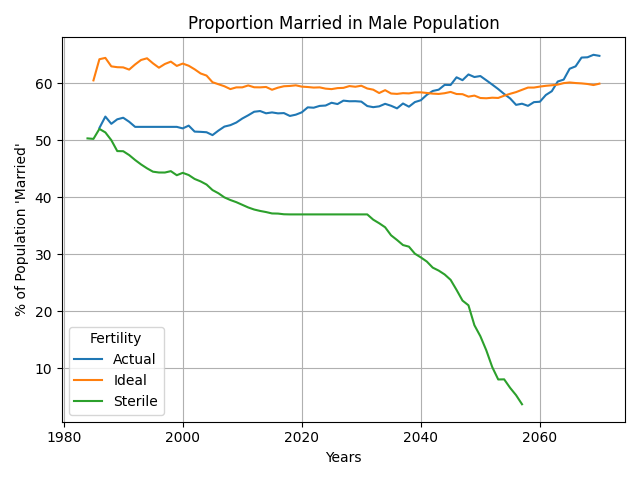 Proportion Married in Male Population
% of Population 'Married'
60
50
40
30
20
10
Fertility
Actual
Ideal
Sterile
1980 2000 2020 2040 2060
Years